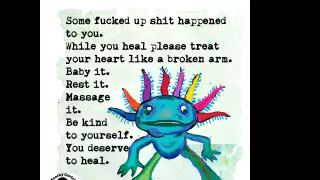 Some fucked up shit happened
to you.
While you heal please treat
your heart like a broken arm.
Baby it.
Rest it.
Massage
it.
Be kind
to yourself.
You deserve
to heal.